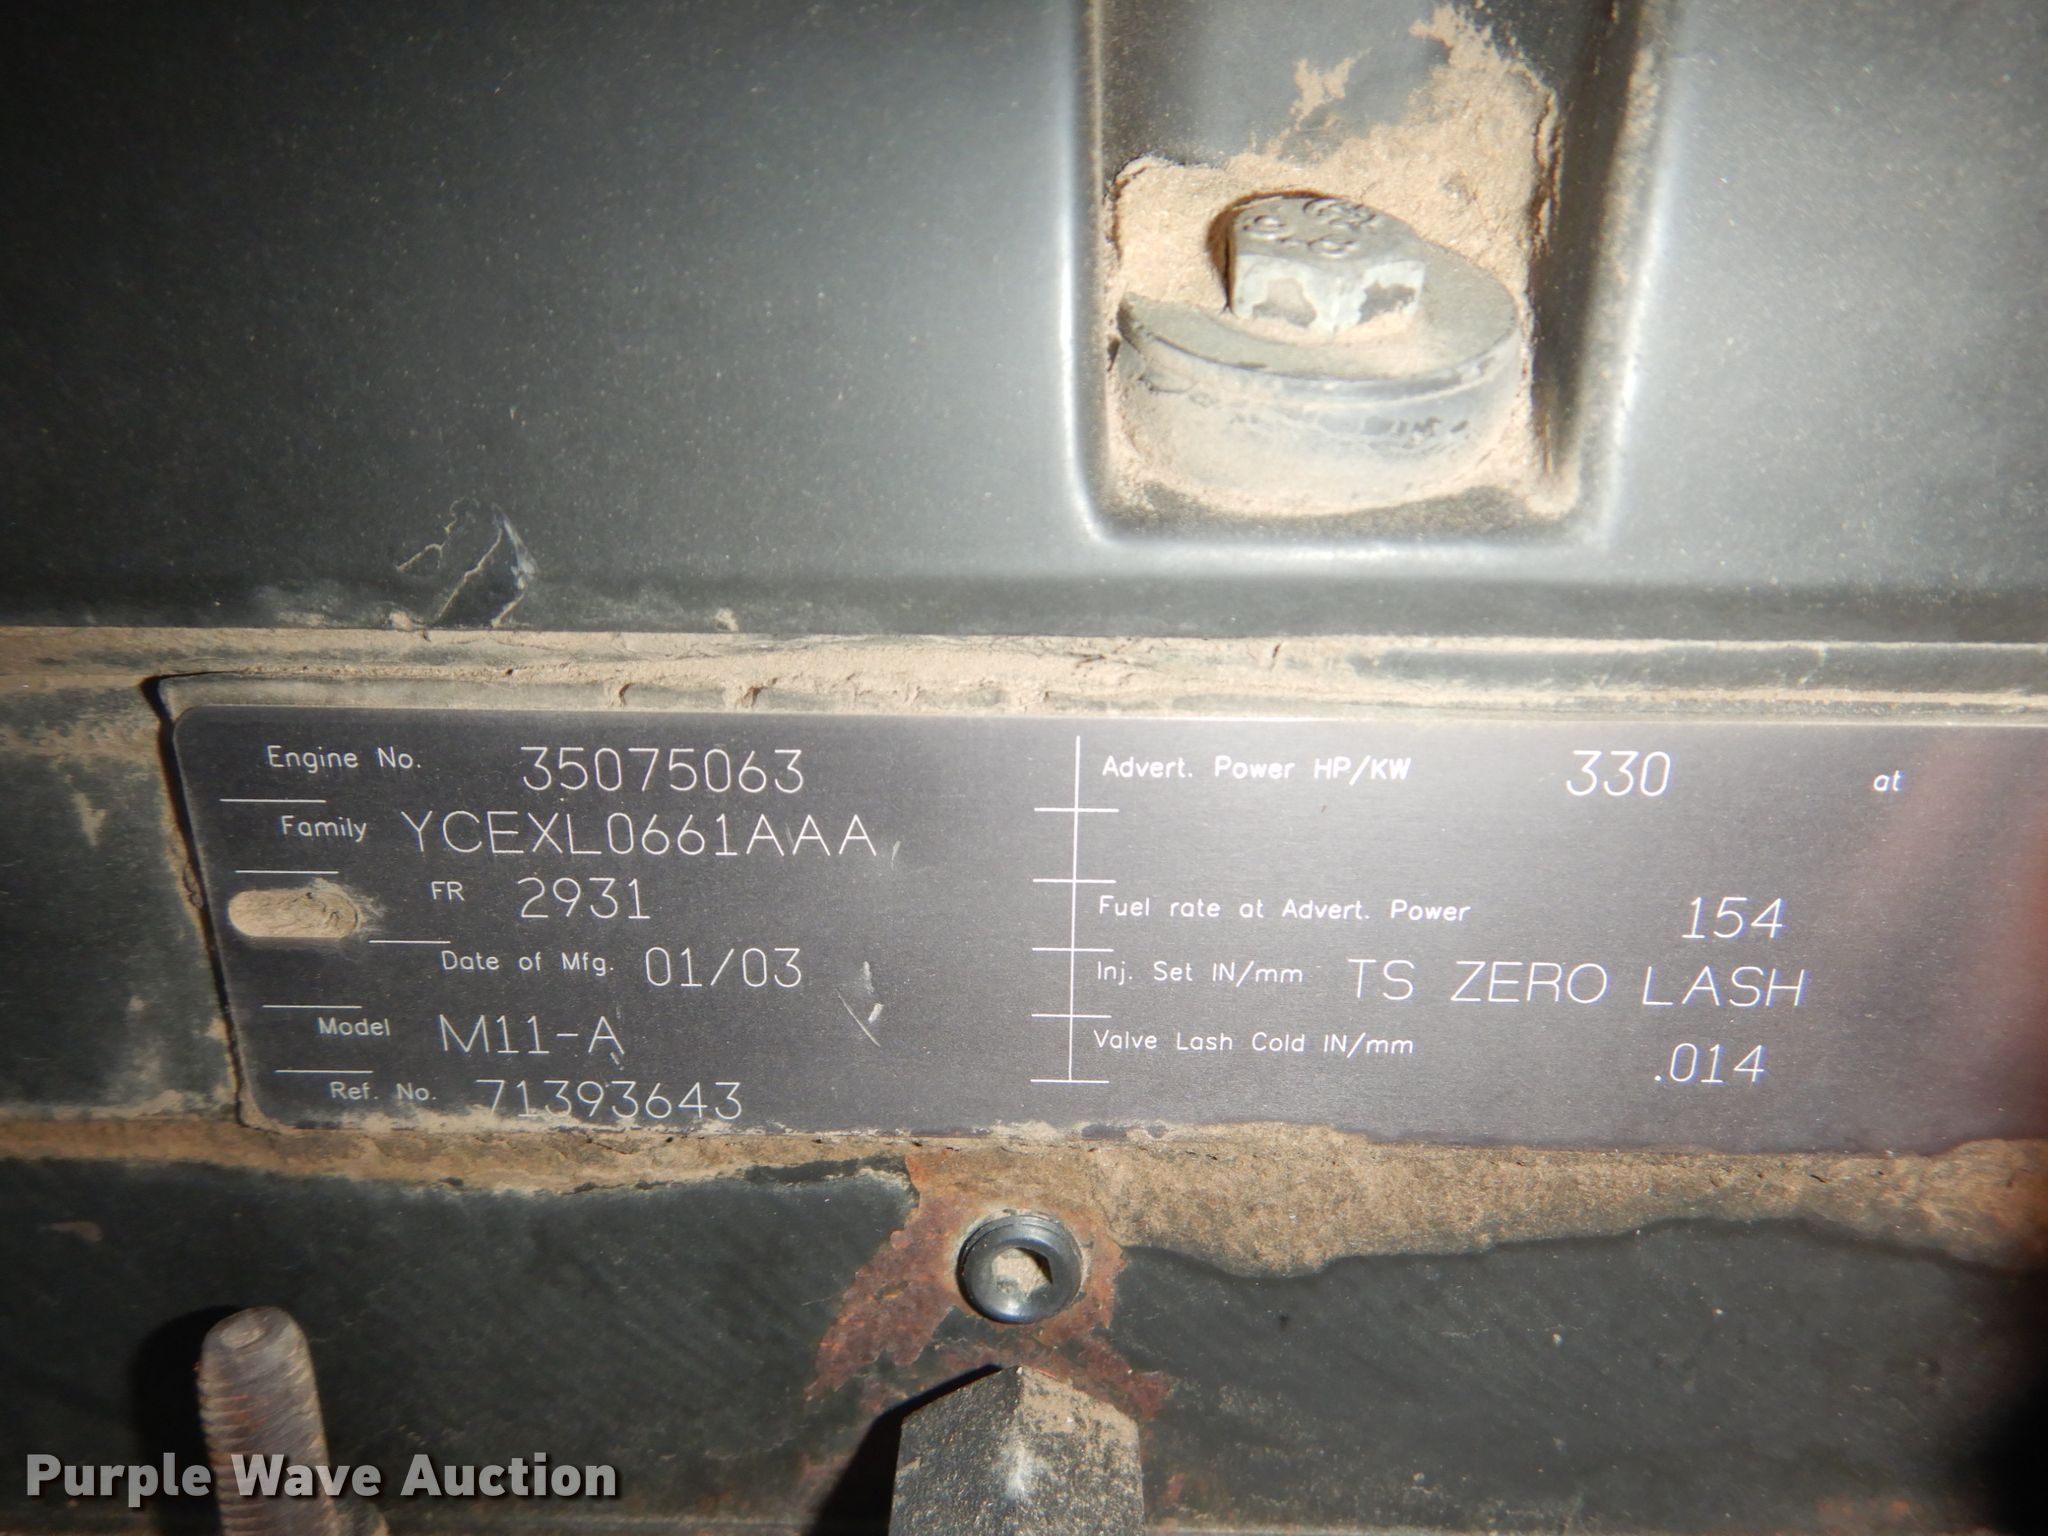 Engine No. 35075063
Family YCEXL0661AAA
FR 2931
Date of Mfg. 01/03
Model M11-A
Ref. No. 71393643
Advert. Power HP/KW 330 at
Fuel rate at Advert. Power 154
Inj. Set IN/mm TS ZERO LASH
Valve Lash Cold IN/mm .014
Purple Wave Auction